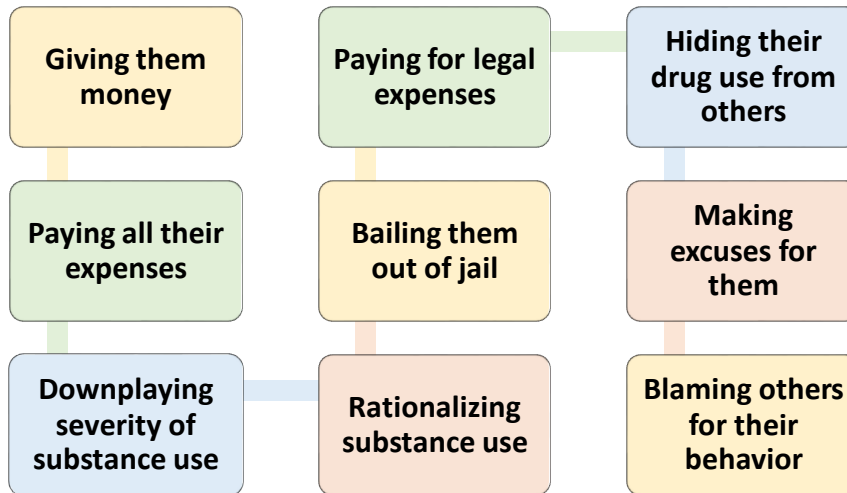 Giving them
money
Paying all their
expenses
Downplaying
severity of
substance use
Rationalizing
substance use
Bailing them
out of jail
Paying for legal
expenses
Hiding their
drug use from
others
Making
excuses for
them
Blaming others
for their
behavior